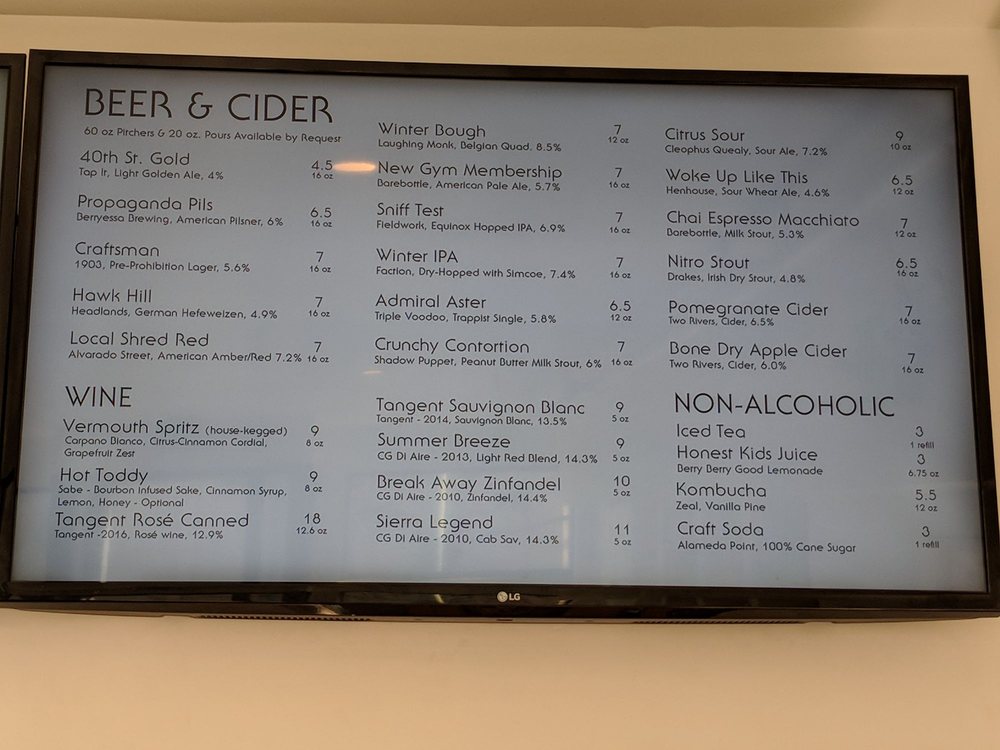 BEER & CIDER
60 oz Pitchers & 20 oz. Pours Available by Request
40th St. Gold 4.5
Tap It, Light Golden Ale, 4% 16 oz
Propaganda Pils 6.5
Berryessa Brewing, American Pilsner, 6% 16 oz
Craftsman 7
1903, Pre-Prohibition Lager, 5.6% 16 oz
Hawk Hill 7
Headlands, German Hefeweizen, 4.9% 16 oz
Local Shred Red 7
Alvarado Street, American Amber/Red 7.2% 16 oz
Winter Bough 7
Laughing Monk, Belgian Quad. 8.5% 12 oz
New Gym Membership 7
Barebottle, American Pale Ale, 5.7% 16 oz
Sniff Test 7
Fieldwork, Equinox Hopped IPA, 6.9% 16 oz
Winter IPA 7
Faction, Dry-Hopped with Simcoe, 7.4% 16 oz
Admiral Aster 6.5
Triple Voodoo, Trappist Single, 5.8% 12 oz
Crunchy Contortion 7
Shadow Puppet, Peanut Butter Milk Stout, 6% 16 oz
Citrus Sour 9
Cleophus Quealy, Sour Ale, 7.2% 10 oz
Woke Up Like This 6.5
Henhouse, Sour Wheat Ale, 4.6% 12 oz
Chai Espresso Macchiato 7
Barebottle, Milk Stout, 5.3% 12 oz
Nitro Stout 6.5
Drakes, Irish Dry Stout, 4.8% 16 oz
Pomegranate Cider 7
Two Rivers, Cider, 6.5% 16 oz
Bone Dry Apple Cider 7
Two Rivers, Cider, 6.0% 16 oz
WINE
Vermouth Spritz (house-kegged) 9
Carpano Bianco, Citrus-Cinnamon Cordial, 8 oz
Grapefruit Zest
Hot Toddy 9
Sabe - Bourbon Infused Sake, Cinnamon Syrup, 8 oz
Lemon, Honey - Optional
Tangent Rosé Canned 18
Tangent -2016, Rosé wine, 12.9% 12.6 oz
Tangent Sauvignon Blanc 9
Tangent - 2014, Sauvignon Blanc, 13.5% 5 oz
Summer Breeze 9
CG Di Aire - 2013, Light Red Blend, 14.3% 5 oz
Break Away Zinfandel 10
CG Di Aire - 2010, Zinfandel, 14.4% 5 oz
Sierra Legend 11
CG Di Aire - 2010, Cab Sav, 14.3% 5 oz
NON-ALCOHOLIC
Iced Tea 3
1 refill
Honest Kids Juice 3
Berry Berry Good Lemonade 6.75 oz
Kombucha 5.5
Zeal, Vanilla Pine 12 oz
Craft Soda 3
Alameda Point, 100% Cane Sugar 1 refill
LG